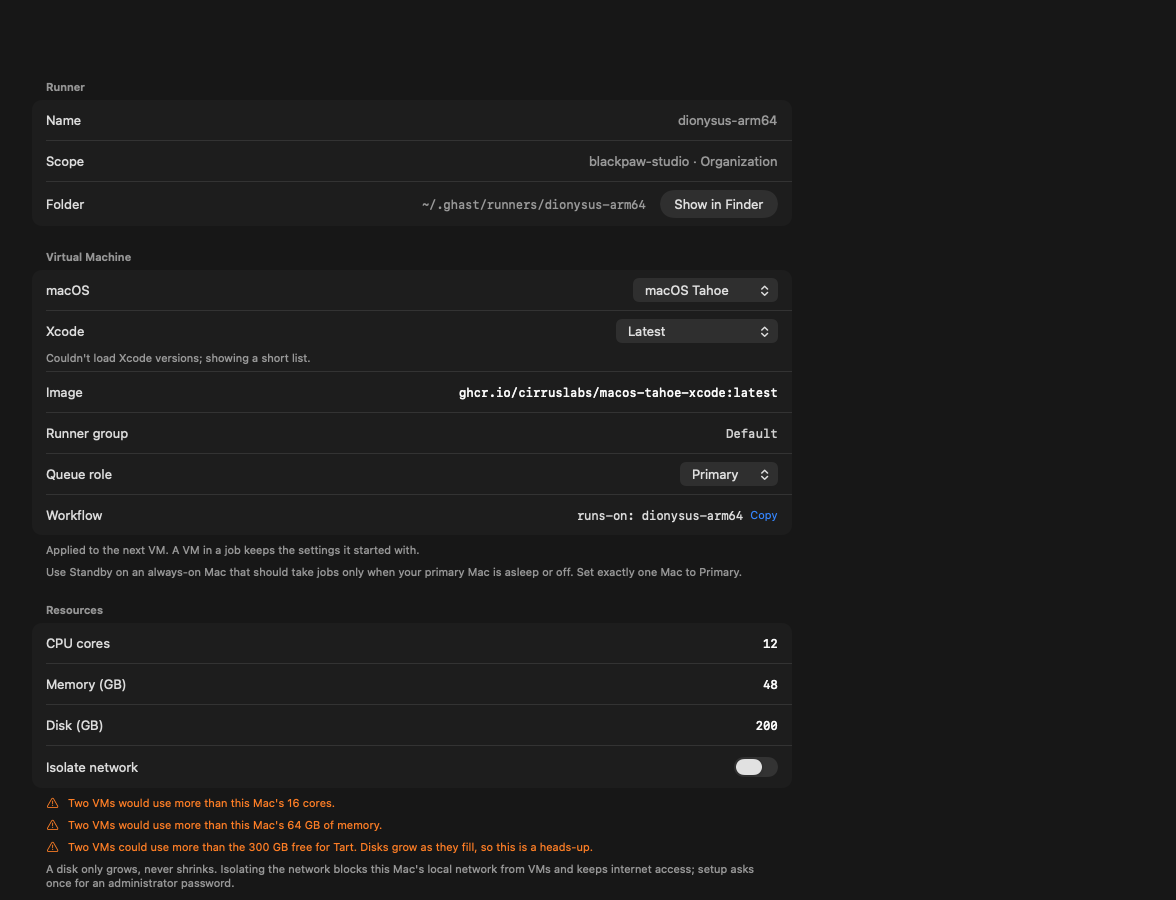 Runner
Name
dionysus-arm64
Scope
blackpaw-studio · Organization
Folder
~/.ghast/runners/dionysus-arm64
Show in Finder
Virtual Machine
macOS
macOS Tahoe
Xcode
Latest
Couldn't load Xcode versions; showing a short list.
Image
ghcr.io/cirruslabs/macos-tahoe-xcode:latest
Runner group
Default
Queue role
Primary
Workflow
runs-on: dionysus-arm64 Copy
Applied to the next VM. A VM in a job keeps the settings it started with.
Use Standby on an always-on Mac that should take jobs only when your primary Mac is asleep or off. Set exactly one Mac to Primary.
Resources
CPU cores
12
Memory (GB)
48
Disk (GB)
200
Isolate network
Two VMs would use more than this Mac's 16 cores.
Two VMs would use more than this Mac's 64 GB of memory.
Two VMs could use more than the 300 GB free for Tart. Disks grow as they fill, so this is a heads-up.
A disk only grows, never shrinks. Isolating the network blocks this Mac's local network from VMs and keeps internet access; setup asks
once for an administrator password.